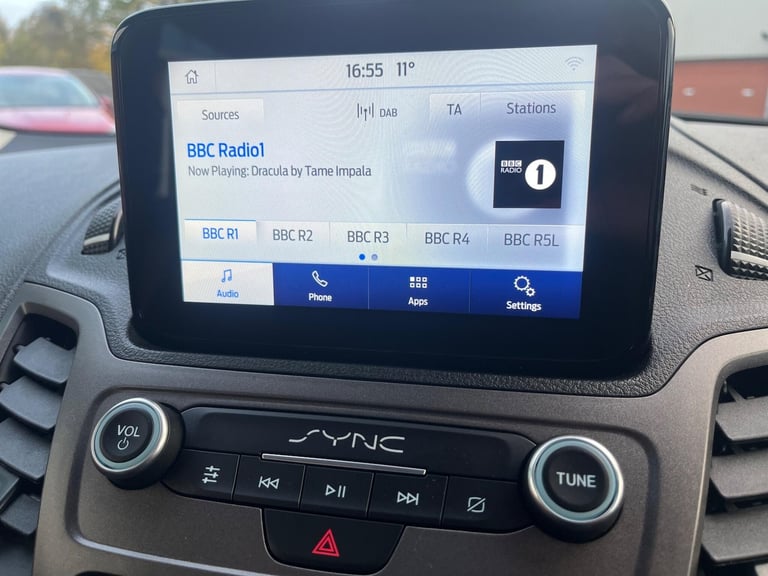 16:55 11°
Sources DAB TA Stations
BBC Radio1
Now Playing: Dracula by Tame Impala
BBC RADIO 1
BBC R1 BBC R2 BBC R3 BBC R4 BBC R5L
Audio Phone Apps Settings
SYNC
VOL
TUNE